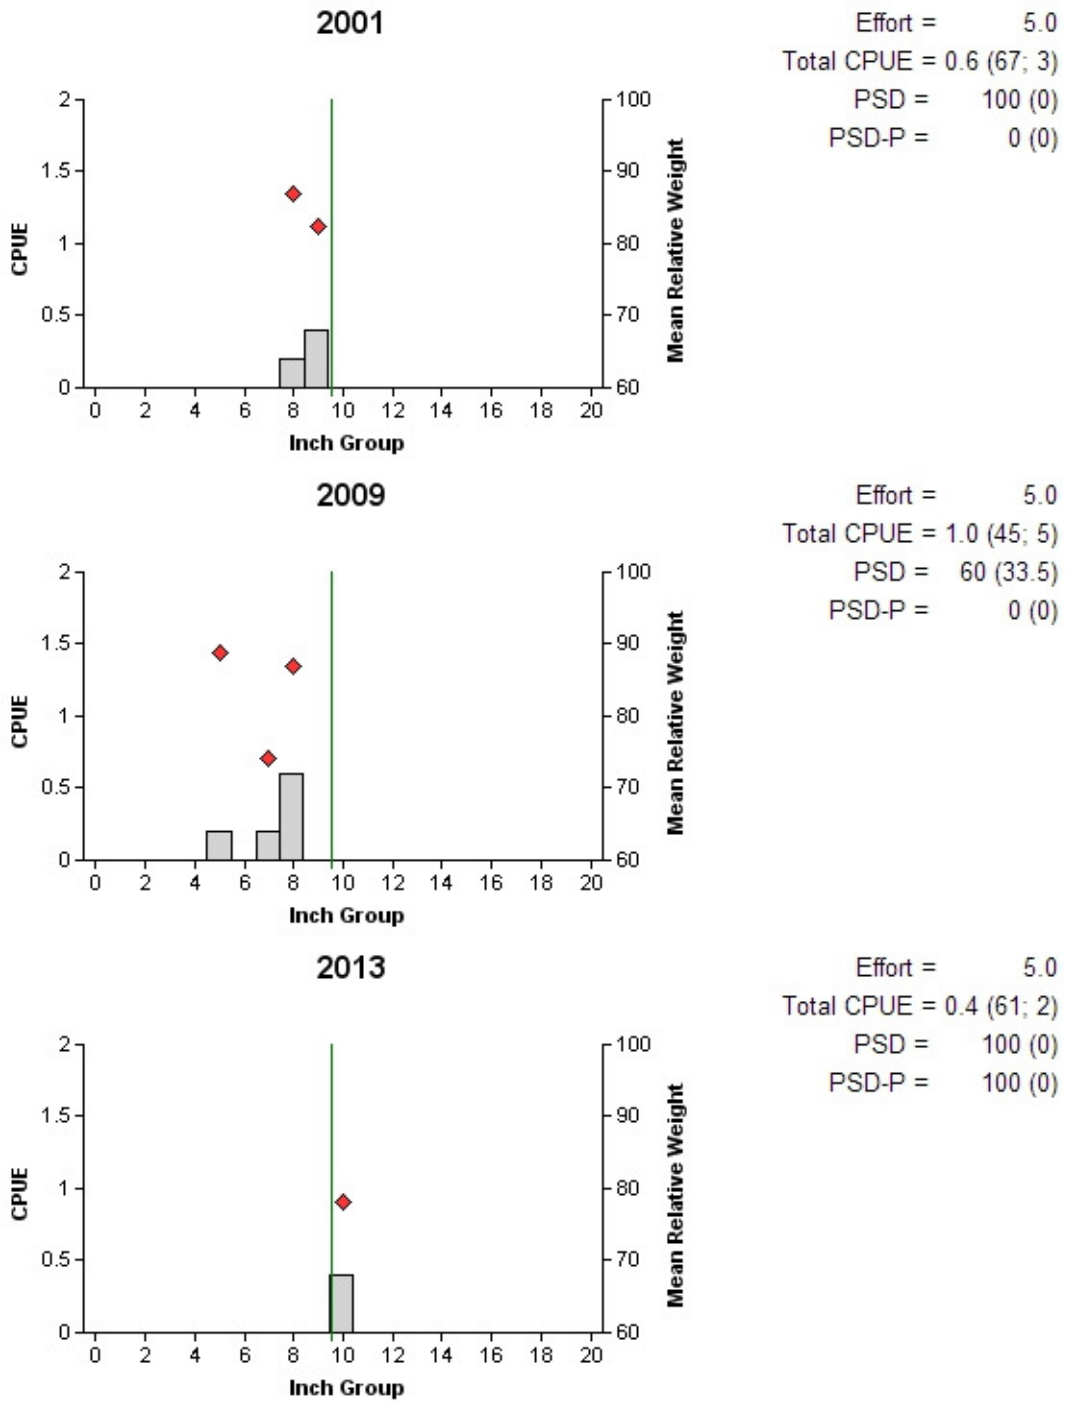 2001
Effort = 5.0
Total CPUE = 0.6 (67; 3)
PSD = 100 (0)
PSD-P = 0 (0)
2 100
1.5 90
1 80
0.5 70
0 60
CPUE
Mean Relative Weight
0 2 4 6 8 10 12 14 16 18 20
Inch Group
2009
Effort = 5.0
Total CPUE = 1.0 (45; 5)
PSD = 60 (33.5)
PSD-P = 0 (0)
2 100
1.5 90
1 80
0.5 70
0 60
CPUE
Mean Relative Weight
0 2 4 6 8 10 12 14 16 18 20
Inch Group
2013
Effort = 5.0
Total CPUE = 0.4 (61; 2)
PSD = 100 (0)
PSD-P = 100 (0)
2 100
1.5 90
1 80
0.5 70
0 60
CPUE
Mean Relative Weight
0 2 4 6 8 10 12 14 16 18 20
Inch Group